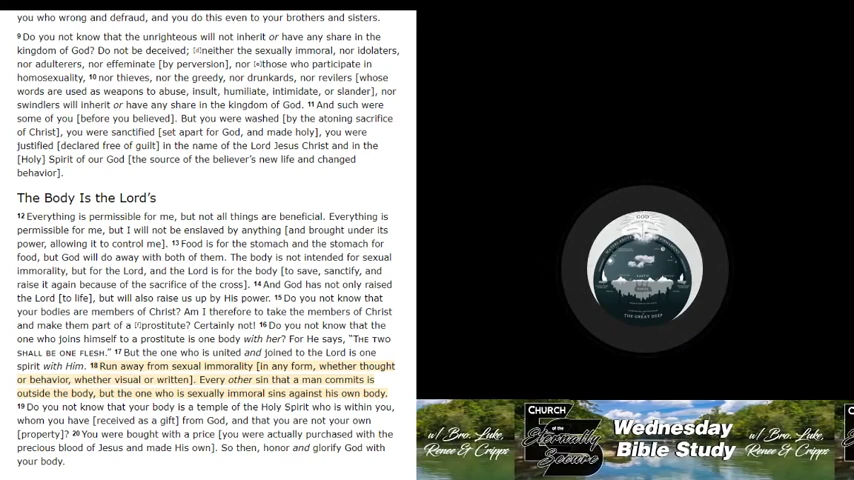 you who wrong and defraud, and you do this even to your brothers and sisters.
9 Do you not know that the unrighteous will not inherit or have any share in the
kingdom of God? Do not be deceived; neither the sexually immoral, nor idolaters,
nor adulterers, nor effeminate [by perversion], nor those who participate in
homosexuality, 10 nor thieves, nor the greedy, nor drunkards, nor revilers [whose
words are used as weapons to abuse, insult, humiliate, intimidate, or slander], nor
swindlers will inherit or have any share in the kingdom of God. 11 And such were
some of you [before you believed]. But you were washed [by the atoning sacrifice
of Christ], you were sanctified [set apart for God, and made holy], you were
justified [declared free of guilt] in the name of the Lord Jesus Christ and in the
[Holy] Spirit of our God [the source of the believer's new life and changed
behavior].
The Body Is the Lord's
12 Everything is permissible for me, but not all things are beneficial. Everything is
permissible for me, but I will not be enslaved by anything [and brought under its
power, allowing it to control me]. 13 Food is for the stomach and the stomach for
food, but God will do away with both of them. The body is not intended for sexual
immorality, but for the Lord, and the Lord is for the body [to save, sanctify, and
raise it again because of the sacrifice of the cross]. 14 And God has not only raised
the Lord [to life], but will also raise us up by His power. 15 Do you not know that
your bodies are members of Christ? Am I therefore to take the members of Christ
and make them part of a prostitute? Certainly not! 16 Do you not know that the
one who joins himself to a prostitute is one body with her? For He says, "THE TWO
SHALL BE ONE FLESH." 17 But the one who is united and joined to the Lord is one
spirit with Him. 18 Run away from sexual immorality [in any form, whether thought
or behavior, whether visual or written]. Every other sin that a man commits is
outside the body, but the one who is sexually immoral sins against his own body.
19 Do you not know that your body is a temple of the Holy Spirit who is within you,
whom you have [received as a gift] from God, and that you are not your own
[property]? 20 You were bought with a price [you were actually purchased with the
precious blood of Jesus and made His own]. So then, honor and glorify God with
your body.
GOD
EARTH
THE GREAT DEEP
w/ Bro. Luke,
Renee & Cripps
CHURCH
of the
Eternally
Secure
Wednesday
Bible Study
w/ Bro. Luke,
Renee & Cripps